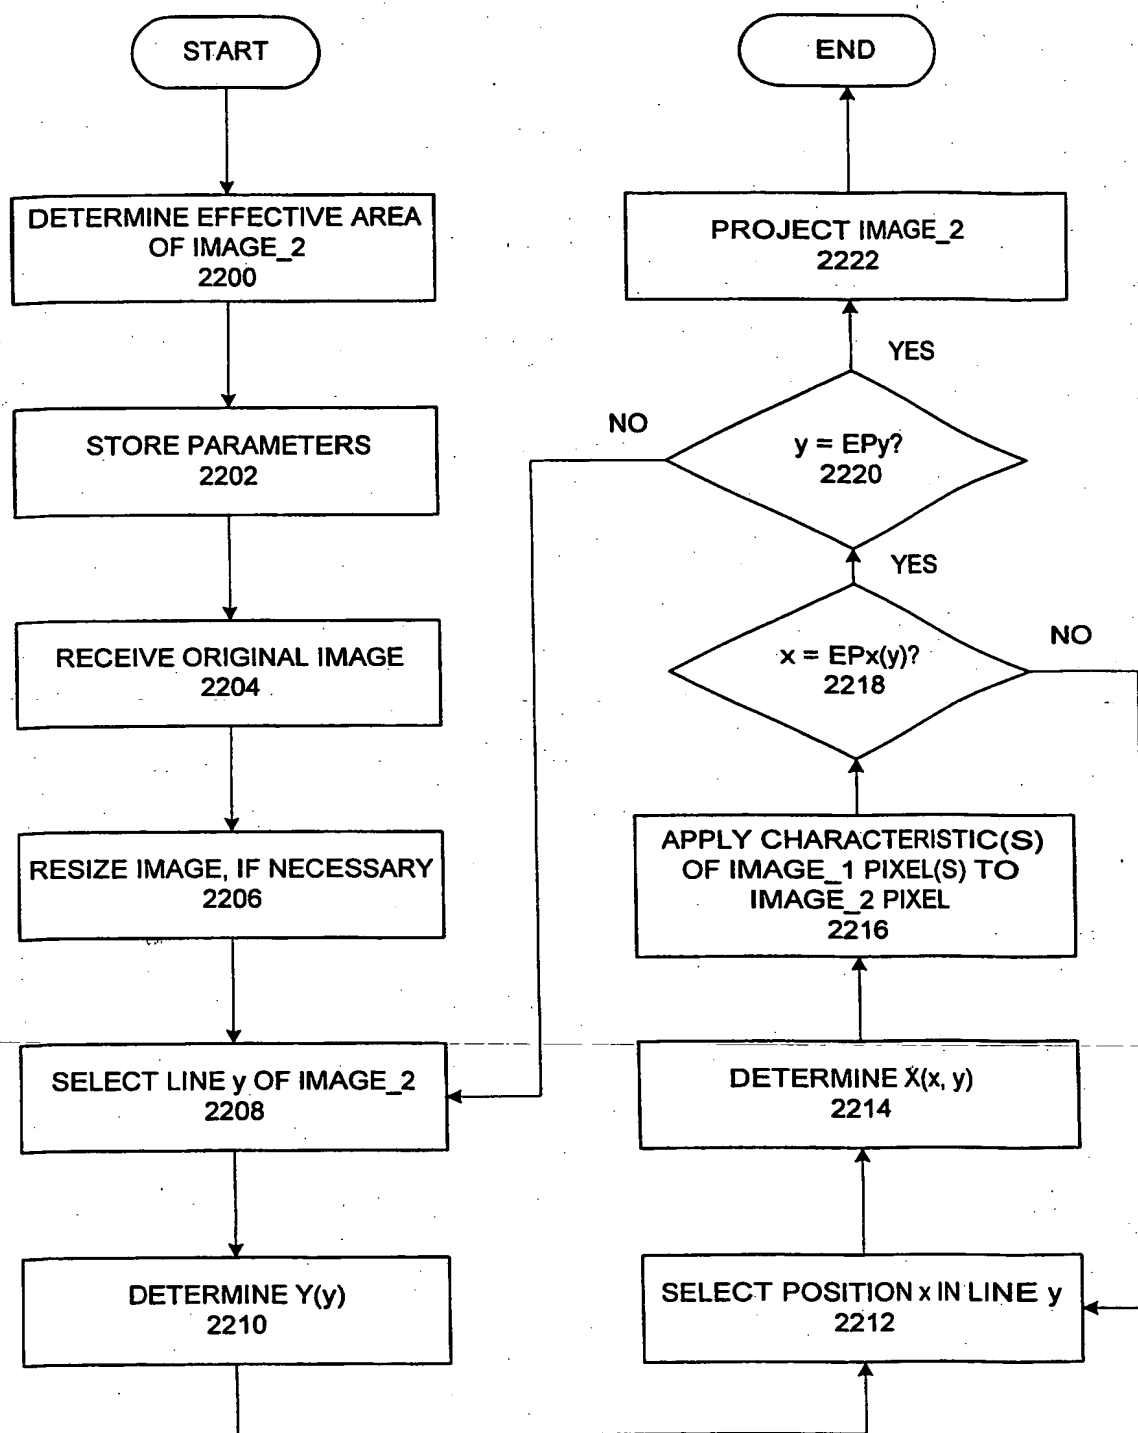 START
DETERMINE EFFECTIVE AREA
OF IMAGE_2
2200
STORE PARAMETERS
2202
RECEIVE ORIGINAL IMAGE
2204
RESIZE IMAGE, IF NECESSARY
2206
SELECT LINE y OF IMAGE_2
2208
DETERMINE Y(y)
2210
END
PROJECT IMAGE_2
2222
YES
NO
y = EPy?
2220
YES
NO
x = EPx(y)?
2218
APPLY CHARACTERISTIC(S)
OF IMAGE_1 PIXEL(S) TO
IMAGE_2 PIXEL
2216
DETERMINE X(x, y)
2214
SELECT POSITION x IN LINE y
2212